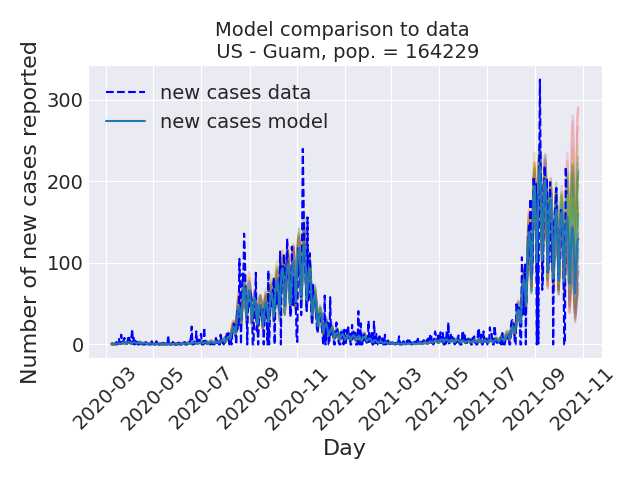 Model comparison to data
US - Guam, pop. = 164229
Number of new cases reported
300
200
100
0
new cases data
new cases model
2020-03
2020-05
2020-07
2020-09
2020-11
2021-01
2021-03
2021-05
2021-07
2021-09
2021-11
Day